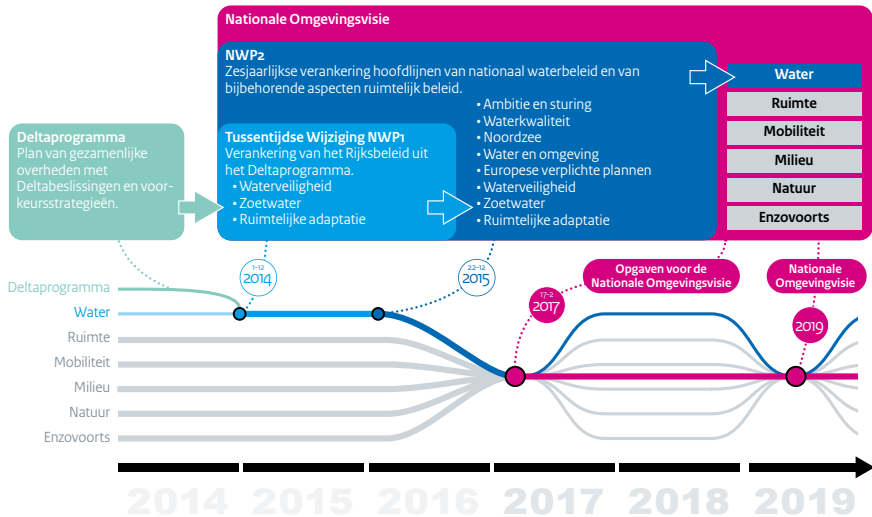 Nationale Omgevingsvisie
NWP2
Zesjaarlijkse verankering hoofdlijnen van nationaal waterbeleid en van
bijbehorende aspecten ruimtelijk beleid.
• Ambitie en sturing
• Waterkwaliteit
• Noordzee
• Water en omgeving
• Europese verplichte plannen
• Waterveiligheid
• Zoetwater
• Ruimtelijke adaptatie
Deltaprogramma
Plan van gezamenlijke
overheden met
Deltabeslissingen en voor-
keursstrategieën.
Tussentijdse Wijziging NWP1
Verankering van het Rijksbeleid uit
het Deltaprogramma.
• Waterveiligheid
• Zoetwater
• Ruimtelijke adaptatie
Water
Ruimte
Mobiliteit
Milieu
Natuur
Enzovoorts
1-12
2014
22-12
2015
17-2
2017
Opgaven voor de
Nationale Omgevingsvisie
Nationale
Omgevingvisie
2019
Deltaprogramma
Water
Ruimte
Mobiliteit
Milieu
Natuur
Enzovoorts
2014 2015 2016 2017 2018 2019